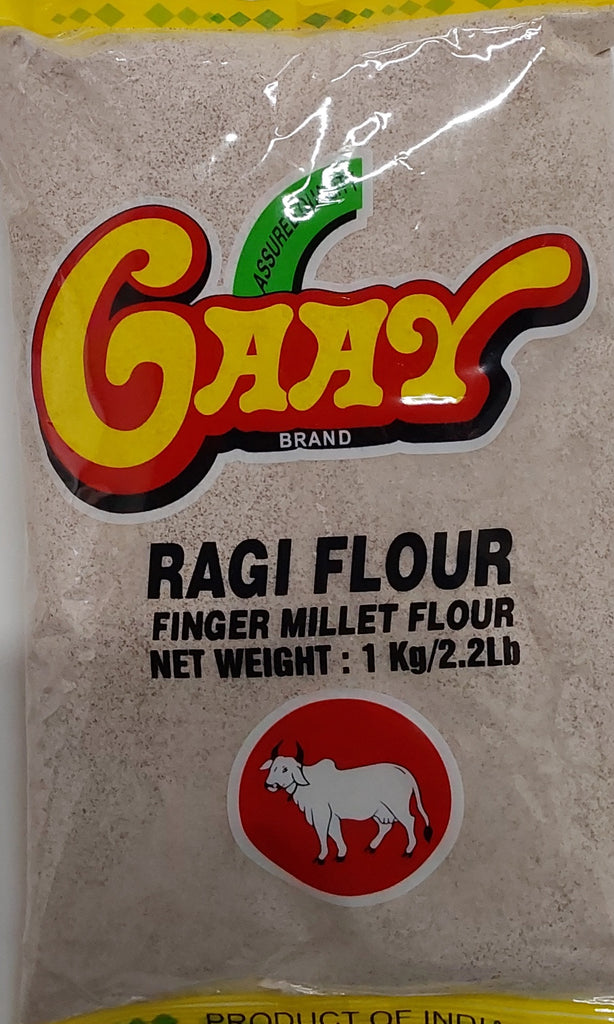 ASSURED QUALITY
GAAY
BRAND
RAGI FLOUR
FINGER MILLET FLOUR
NET WEIGHT : 1 Kg/2.2Lb
PRODUCT OF INDIA